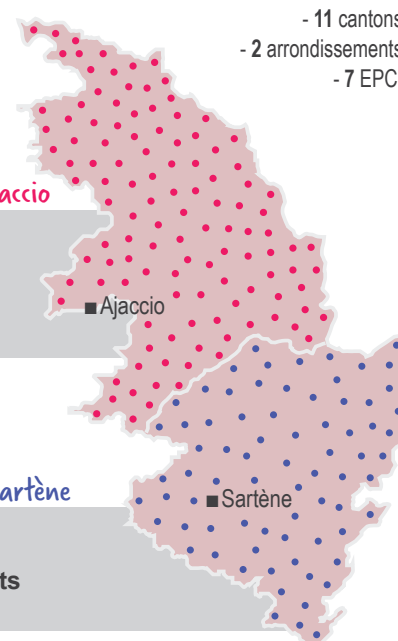 - 11 cantons
- 2 arrondissements
- 7 EPC
accio
Ajaccio
artène
Sartène
ts